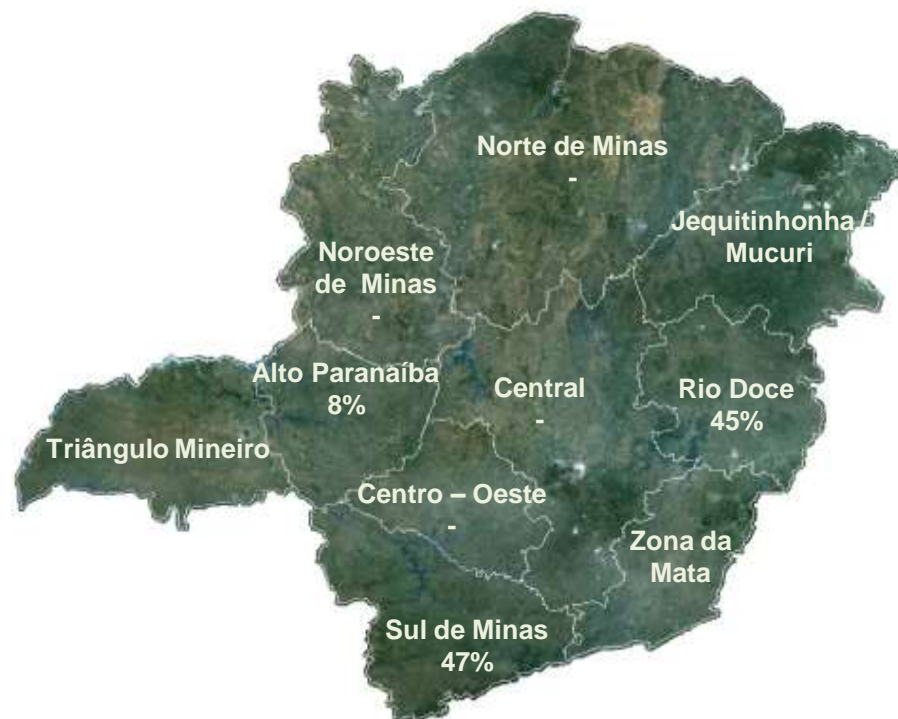 Norte de Minas
-
Jequitinhonha /
Mucuri
Noroeste
de Minas
-
Alto Paranaíba
8%
Central
-
Rio Doce
45%
Triângulo Mineiro
Centro – Oeste
-
Zona da
Mata
Sul de Minas
47%